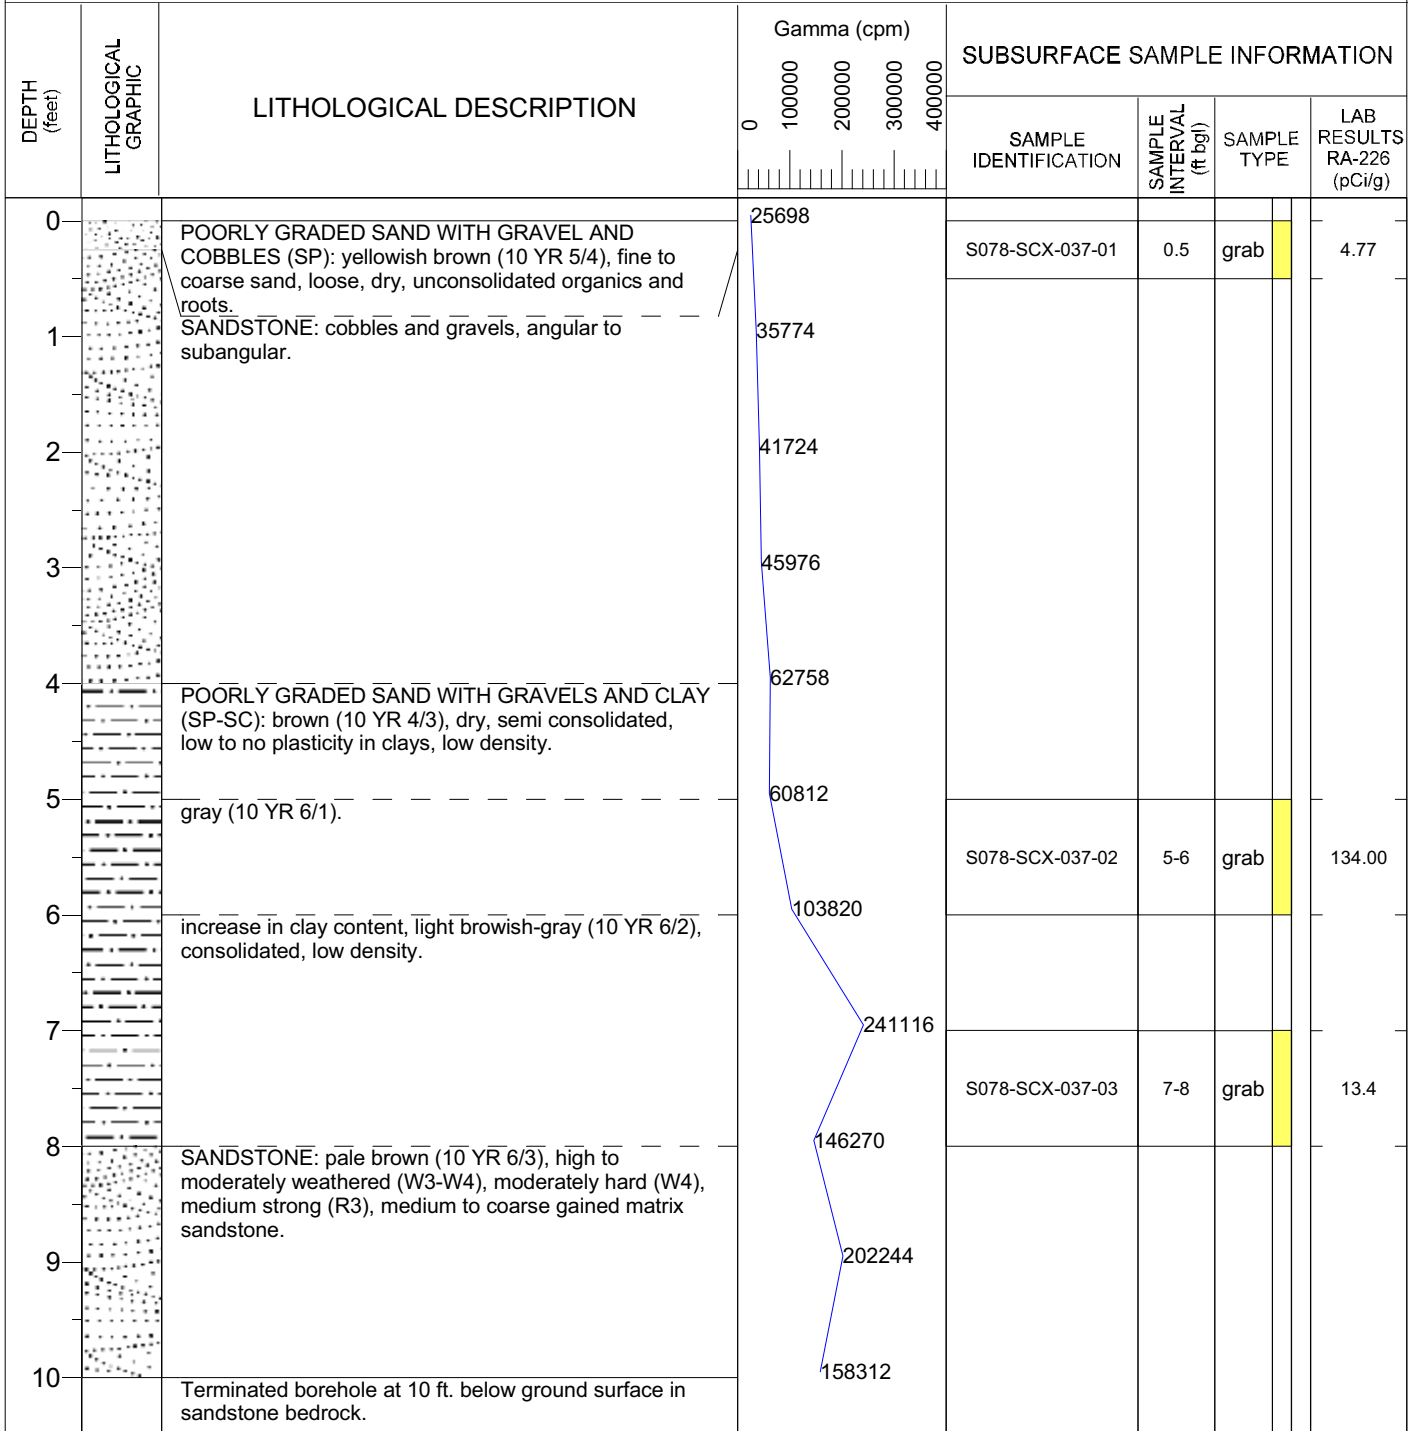 DEPTH
(feet)
LITHOLOGICAL
GRAPHIC
LITHOLOGICAL DESCRIPTION
Gamma (cpm)
0
100000
200000
300000
400000
SUBSURFACE SAMPLE INFORMATION
SAMPLE
IDENTIFICATION
SAMPLE
INTERVAL
(ft bgl)
SAMPLE
TYPE
LAB
RESULTS
RA-226
(pCi/g)
0
POORLY GRADED SAND WITH GRAVEL AND
COBBLES (SP): yellowish brown (10 YR 5/4), fine to
coarse sand, loose, dry, unconsolidated organics and
roots.
25698
S078-SCX-037-01
0.5
grab
4.77
SANDSTONE: cobbles and gravels, angular to
subangular.
1
35774
2
41724
3
45976
4
62758
POORLY GRADED SAND WITH GRAVELS AND CLAY
(SP-SC): brown (10 YR 4/3), dry, semi consolidated,
low to no plasticity in clays, low density.
5
60812
gray (10 YR 6/1).
S078-SCX-037-02
5-6
grab
134.00
6
103820
increase in clay content, light browish-gray (10 YR 6/2),
consolidated, low density.
7
241116
S078-SCX-037-03
7-8
grab
13.4
8
146270
SANDSTONE: pale brown (10 YR 6/3), high to
moderately weathered (W3-W4), moderately hard (W4),
medium strong (R3), medium to coarse gained matrix
sandstone.
9
202244
10
158312
Terminated borehole at 10 ft. below ground surface in
sandstone bedrock.